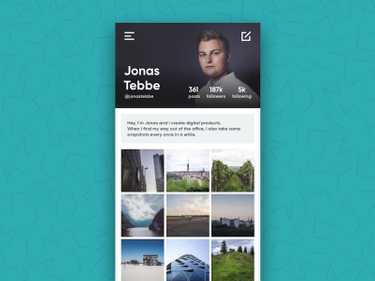 Jonas
Tebbe
@jonastebbe
361
posts
187k
followers
5k
following
Hey, I'm Jonas and I create digital products.
When I find my way out of the office, I also take some
snapshots every once in a while.